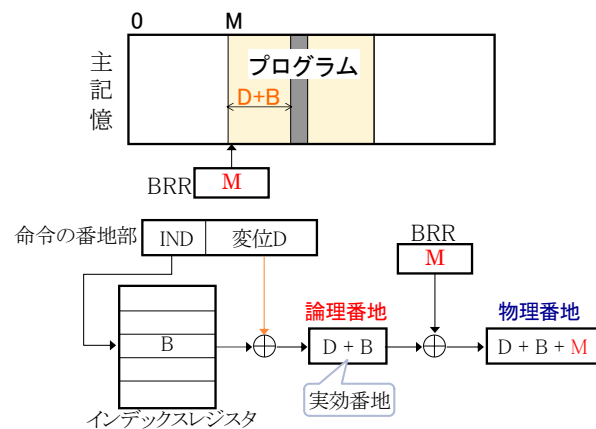 0
M
主記憶
プログラム
D+B
BRR
M
命令の番地部
IND
変位D
BRR
M
B
論理番地
物理番地
D + B
D + B + M
実効番地
インデックスレジスタ